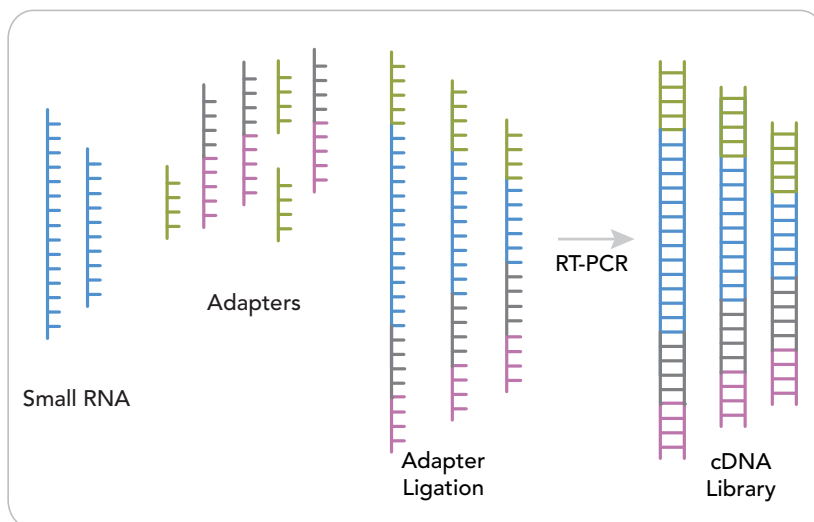 Small RNA
Adapters
Adapter
Ligation
RT-PCR
cDNA
Library